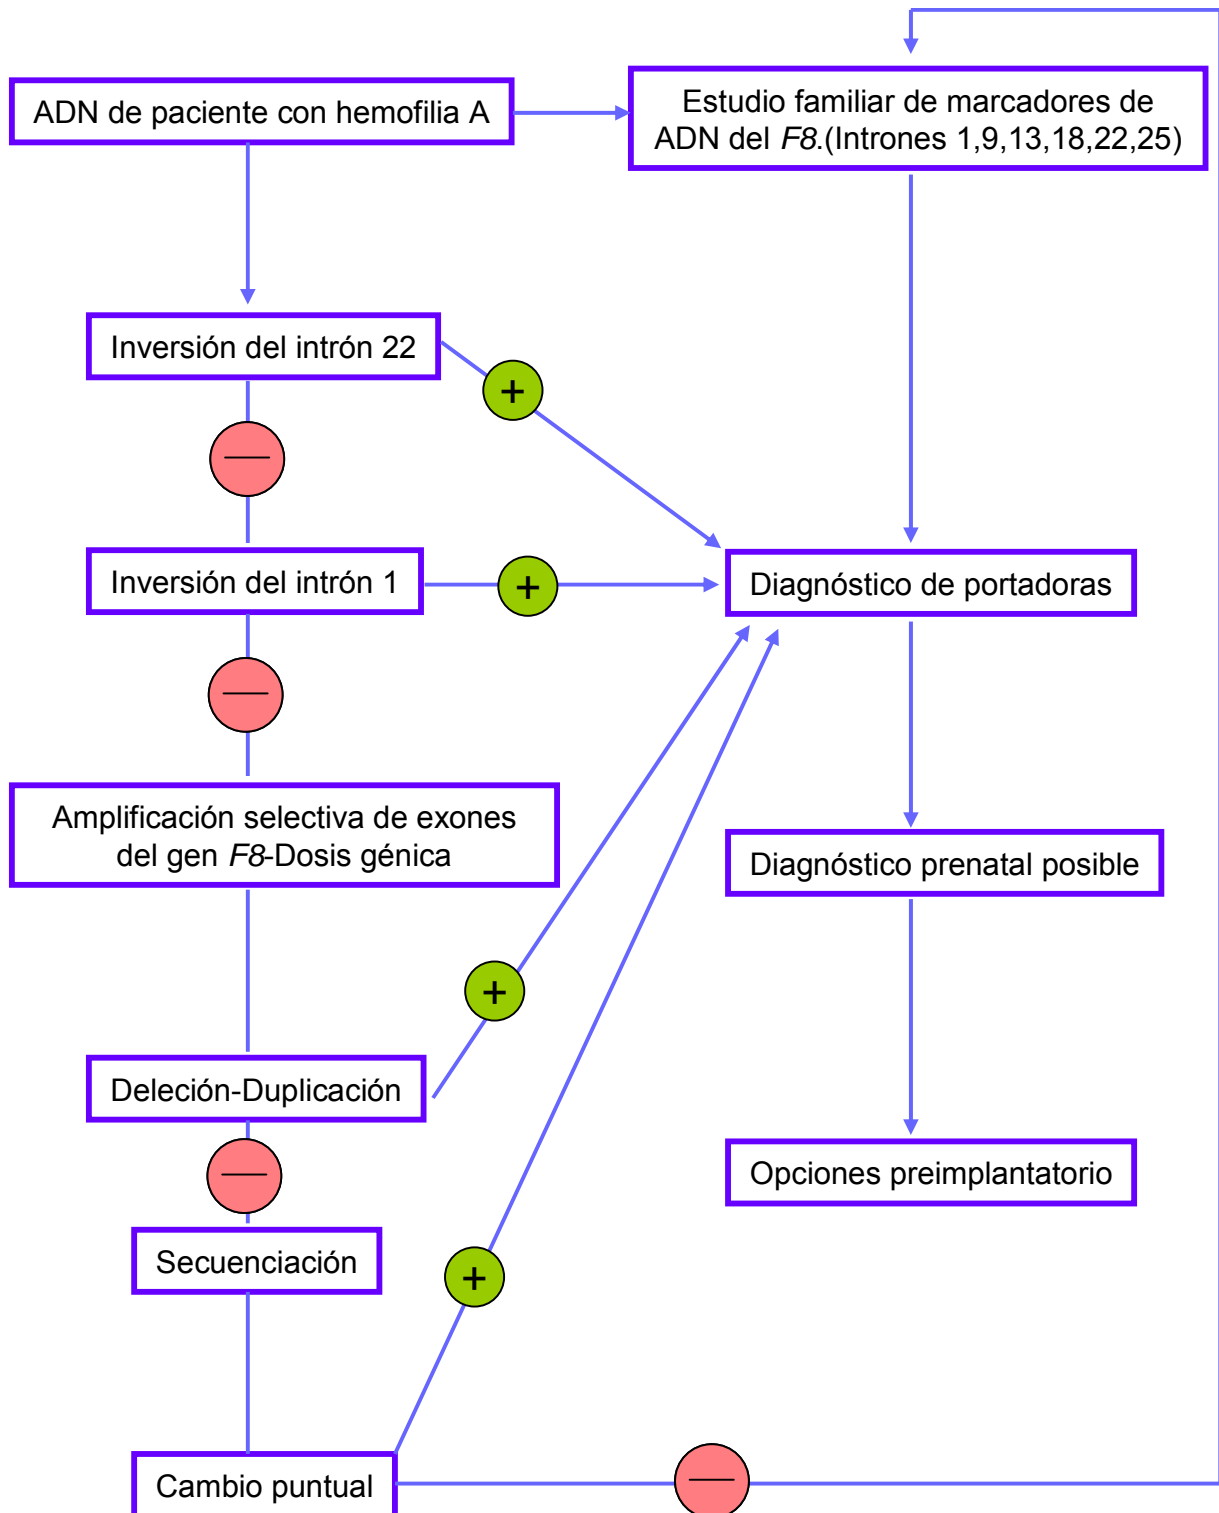 ADN de paciente con hemofilia A
Estudio familiar de marcadores de
ADN del F8.(Intrones 1,9,13,18,22,25)
Inversión del intrón 22
+
—
Inversión del intrón 1
+
Diagnóstico de portadoras
—
Amplificación selectiva de exones
del gen F8-Dosis génica
Diagnóstico prenatal posible
+
Deleción-Duplicación
—
Opciones preimplantatorio
Secuenciación
+
Cambio puntual
—